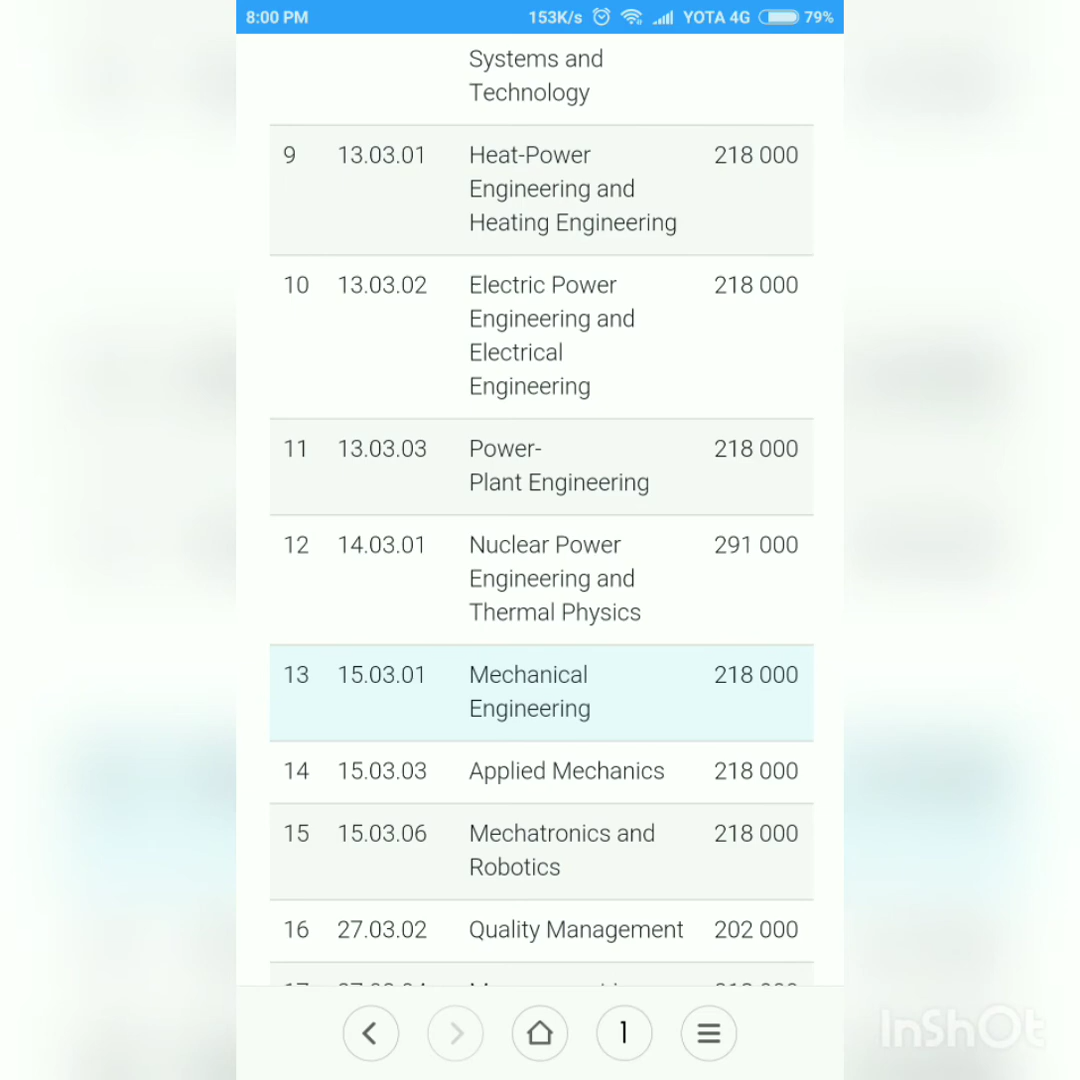 8:00 PM 153K/s YOTA 4G 79%
Systems and
Technology
9 13.03.01 Heat-Power 218 000
Engineering and
Heating Engineering
10 13.03.02 Electric Power 218 000
Engineering and
Electrical
Engineering
11 13.03.03 Power- 218 000
Plant Engineering
12 14.03.01 Nuclear Power 291 000
Engineering and
Thermal Physics
13 15.03.01 Mechanical 218 000
Engineering
14 15.03.03 Applied Mechanics 218 000
15 15.03.06 Mechatronics and 218 000
Robotics
16 27.03.02 Quality Management 202 000
1
InShOt